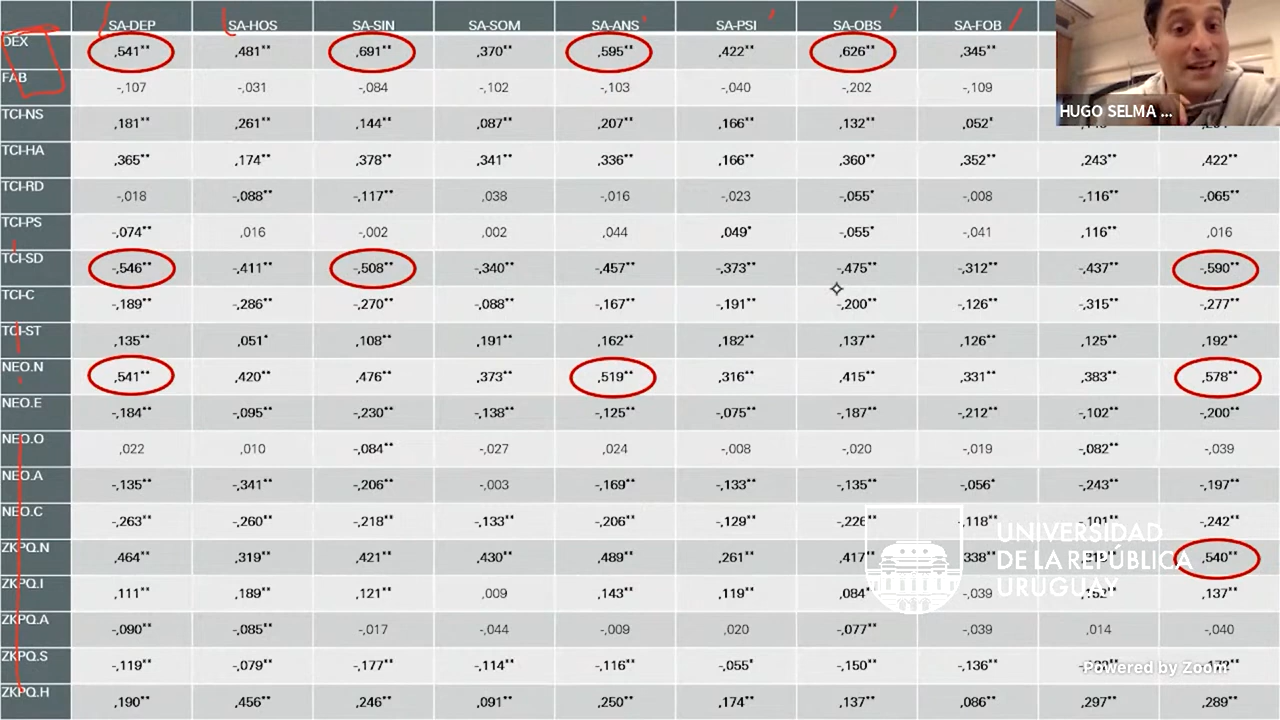 SA-DEP SA-HOS SA-SIN SA-SOM SA-ANS SA-PSI SA-OBS SA-FOB
DEX ,541** ,481** ,691** ,370** ,595** ,422** ,626** ,345**
FAB -,107 -,031 -,084 -,102 -,103 -,040 -,202 -,109
HUGO SELMA ...
TCI-NS ,181** ,261** ,144** ,087** ,207** ,166** ,132** ,052*
TCI-HA ,365** ,174** ,378** ,341** ,336** ,166** ,360** ,352** ,243** ,422**
TCI-RD -,018 -,088** -,117** ,038 -,016 -,023 -,055* -,008 -,116** -,065**
TCI-PS -,074** ,016 -,002 ,002 ,044 ,049* -,055* -,041 ,116** ,016
TCI-SD -,546** -,411** -,508** -,340** -,457** -,373** -,475** -,312** -,437** -,590**
TCI-C -,189** -,286** -,270** -,088** -,167** -,191** -,200** -,126** -,315** -,277**
TCI-ST ,135** ,051* ,108** ,191** ,162** ,182** ,137** ,126** ,125** ,192**
NEO.N ,541** ,420** ,476** ,373** ,519** ,316** ,415** ,331** ,383** ,578**
NEO.E -,184** -,095** -,230** -,138** -,125** -,075** -,187** -,212** -,102** -,200**
NEO.O ,022 ,010 -,084** -,027 ,024 -,008 -,020 -,019 -,082** -,039
NEO.A -,135** -,341** -,206** -,003 -,169** -,133** -,135** -,056* -,243** -,197**
NEO.C -,263** -,260** -,218** -,133** -,206** -,129** -,226** -,118** -,101** -,242**
ZKPQ.N ,464** ,319** ,421** ,430** ,489** ,261** ,417** ,338** ,540**
ZKPQ.I ,111** ,189** ,121** ,009 ,143** ,119** ,084** -,039 ,152** ,137**
UNIVERSIDAD
DE LA REPÚBLICA
URUGUAY
ZKPQ.A -,090** -,085** -,017 -,044 -,009 ,020 -,077** -,039 ,014 -,040
ZKPQ.S -,119** -,079** -,177** -,114** -,116** -,055* -,150** -,136**
Powered by Zoom
ZKPQ.H ,190** ,456** ,246** ,091** ,250** ,174** ,137** ,086** ,297** ,289**